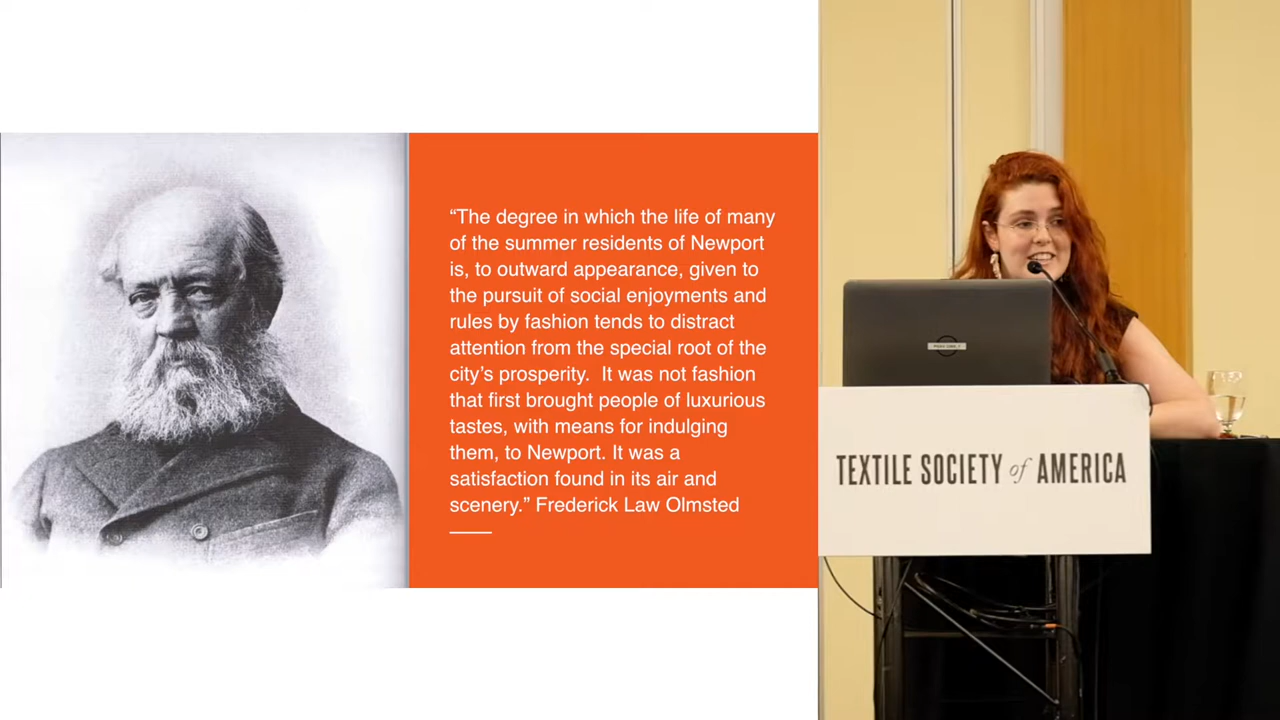 “The degree in which the life of many
of the summer residents of Newport
is, to outward appearance, given to
the pursuit of social enjoyments and
rules by fashion tends to distract
attention from the special root of the
city’s prosperity.  It was not fashion
that first brought people of luxurious
tastes, with means for indulging
them, to Newport. It was a
satisfaction found in its air and
scenery.” Frederick Law Olmsted
TEXTILE SOCIETY of AMERICA